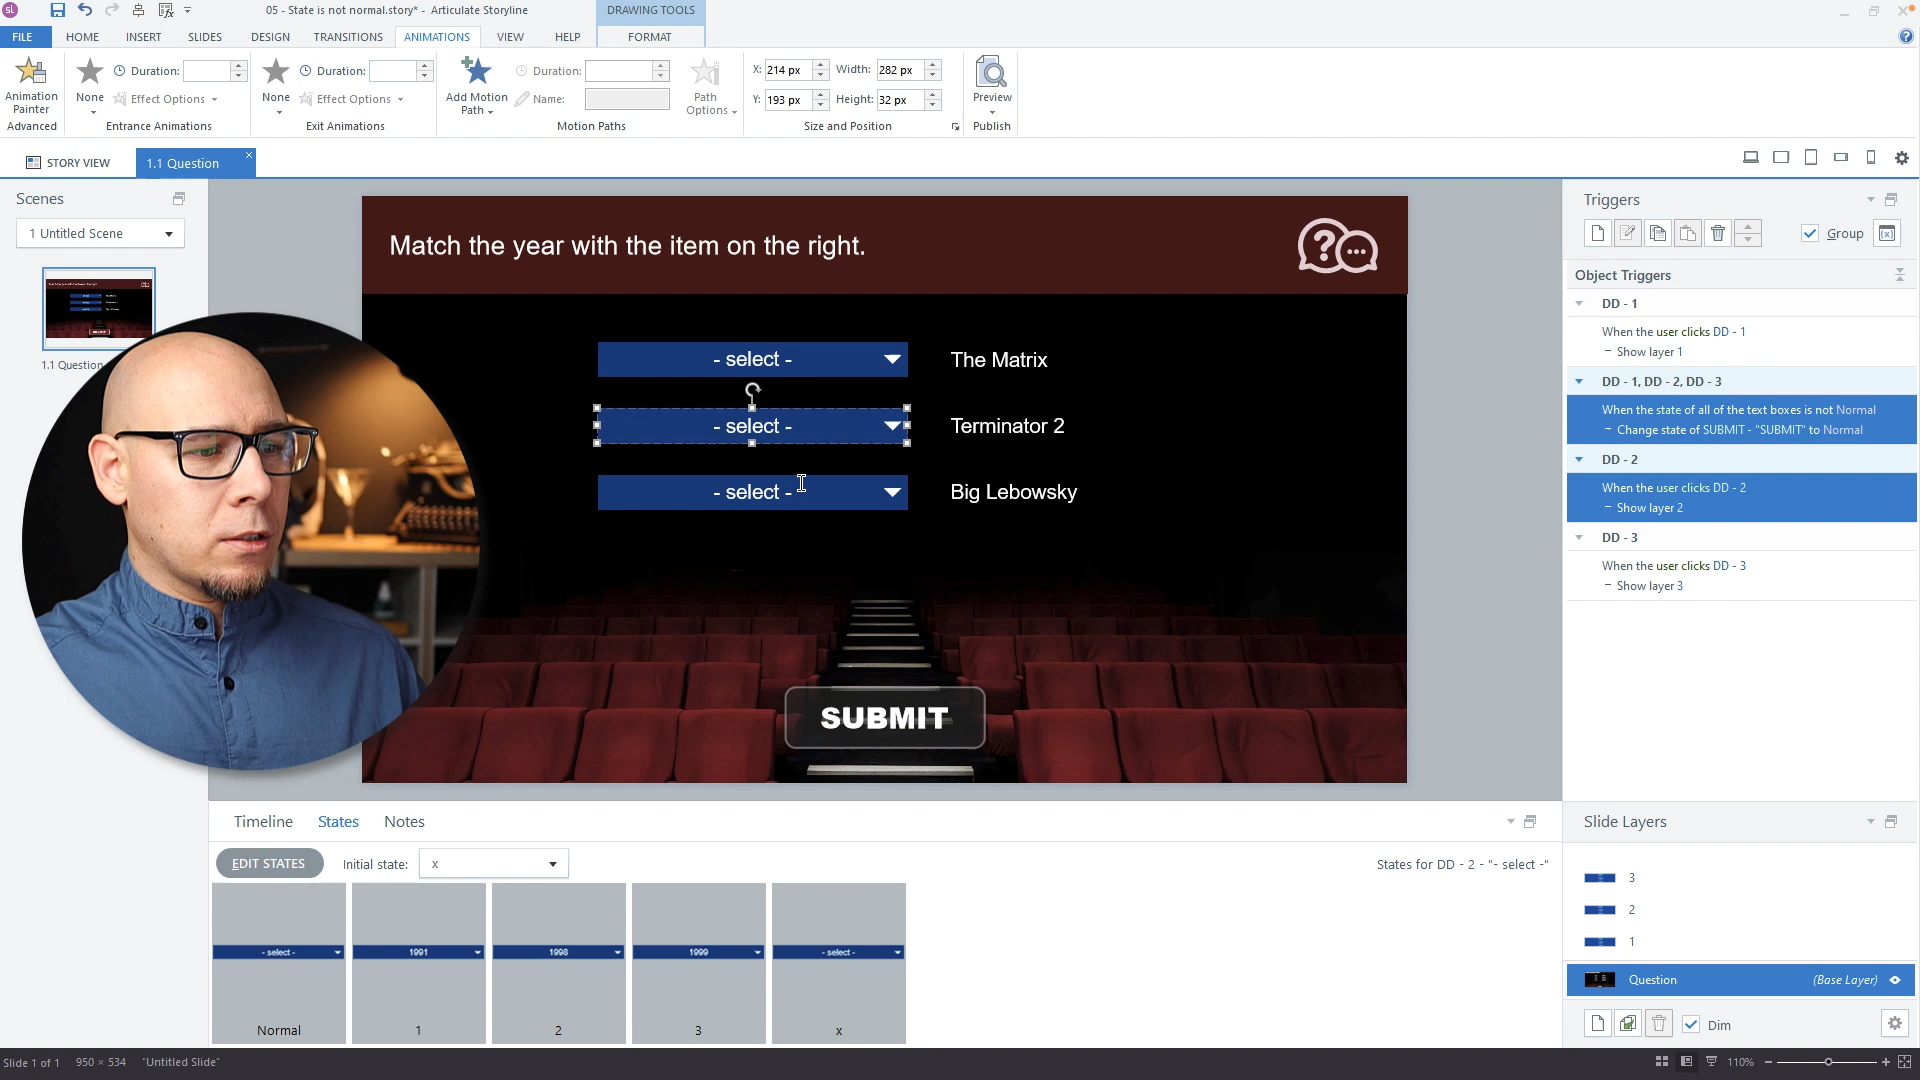 sl
05 - State is not normal.story* - Articulate Storyline
DRAWING TOOLS
FILE
HOME
INSERT
SLIDES
DESIGN
TRANSITIONS
ANIMATIONS
VIEW
HELP
FORMAT
Animation Painter
None
Duration:
Effect Options
None
Duration:
Effect Options
Add Motion Path
Duration:
Name:
Path Options
X: 214 px
Width: 282 px
Y: 193 px
Height: 32 px
Preview
Advanced
Entrance Animations
Exit Animations
Motion Paths
Size and Position
Publish
STORY VIEW
1.1 Question
Scenes
1 Untitled Scene
1.1 Question
Match the year with the item on the right.
- select -
The Matrix
- select -
Terminator 2
- select -
Big Lebowsky
SUBMIT
Triggers
Group
Object Triggers
DD - 1
When the user clicks DD - 1
- Show layer 1
DD - 1, DD - 2, DD - 3
When the state of all of the text boxes is not Normal
- Change state of SUBMIT - "SUBMIT" to Normal
DD - 2
When the user clicks DD - 2
- Show layer 2
DD - 3
When the user clicks DD - 3
- Show layer 3
Timeline
States
Notes
EDIT STATES
Initial state:
x
States for DD - 2 - "- select -"
- select -
1991
1998
1999
- select -
Normal
1
2
3
x
Slide Layers
3
2
1
Question
(Base Layer)
Dim
Slide 1 of 1
950 × 534
"Untitled Slide"
110%